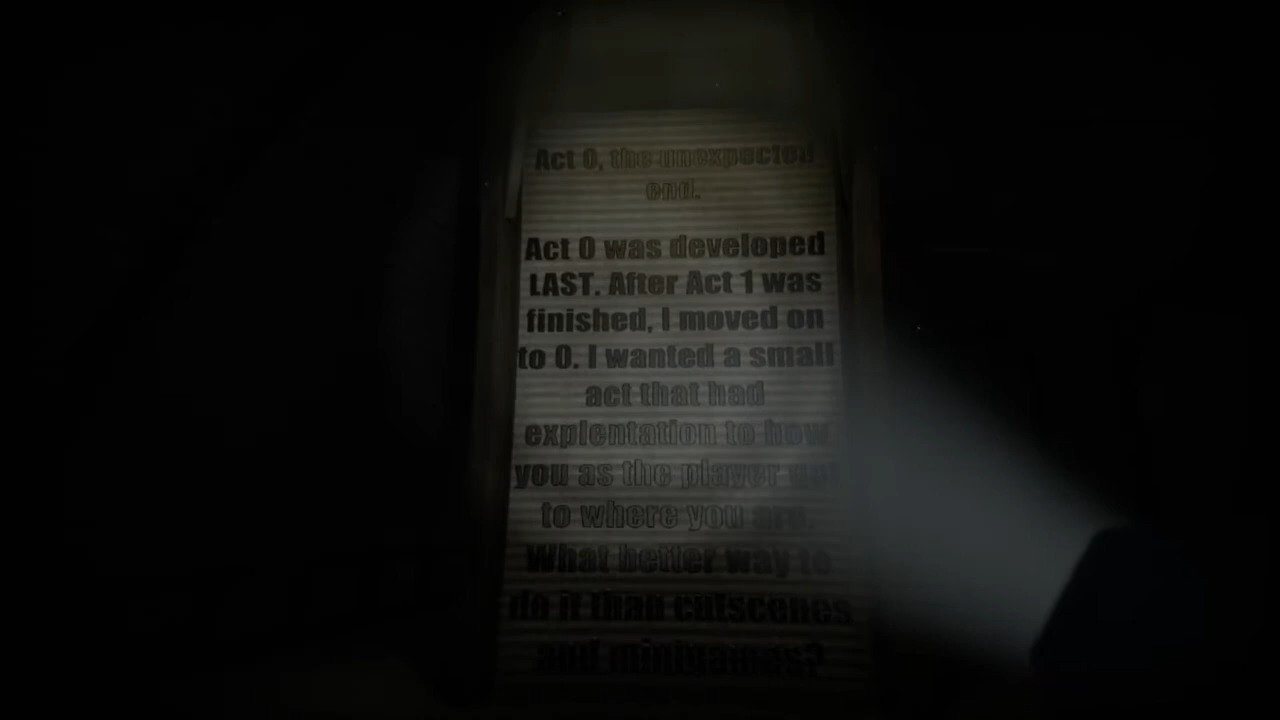 Act 0, the unexpected
end.
Act 0 was developed
LAST. After Act 1 was
finished, I moved on
to 0. I wanted a small
act that had
explentation to how
you as the player got
to where you are.
What better way to
do it than cutscenes
and minigames?